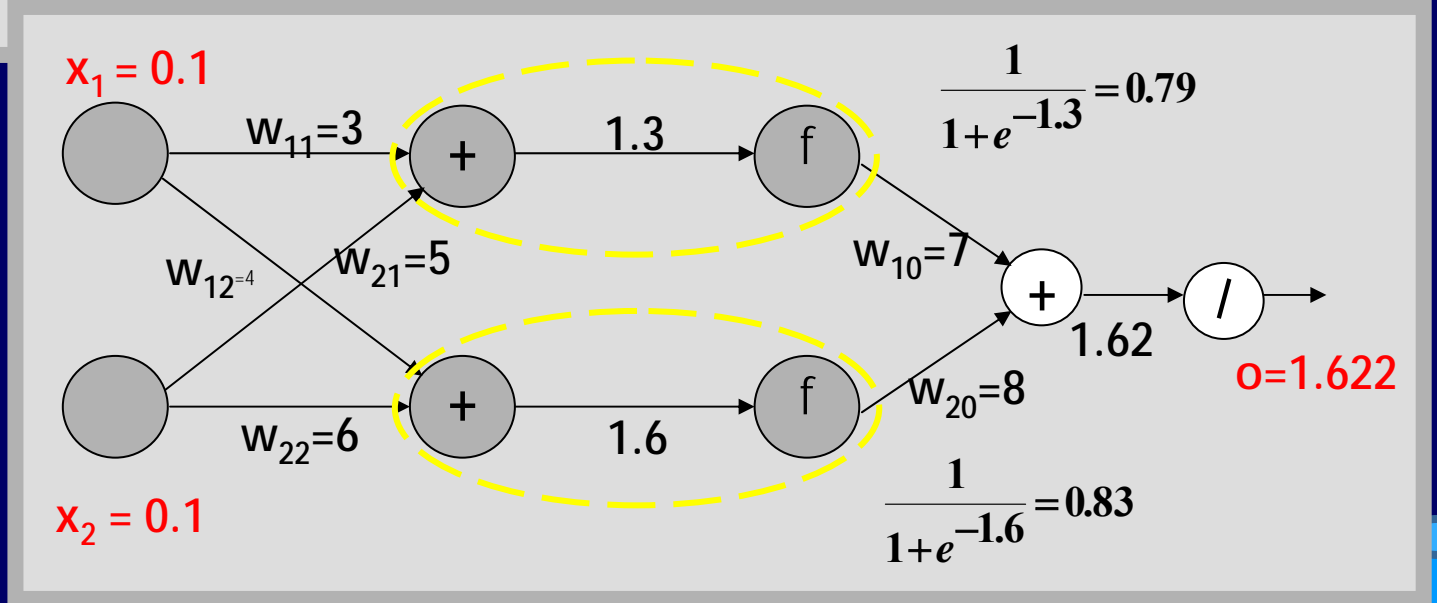 x₁ = 0.1
w₁₁=3
+
1.3
f
1/(1+e^−1.3) = 0.79
w₁₂=4
w₂₁=5
w₁₀=7
+
/
1.62
o=1.622
w₂₂=6
+
1.6
f
w₂₀=8
x₂ = 0.1
1/(1+e^−1.6) = 0.83